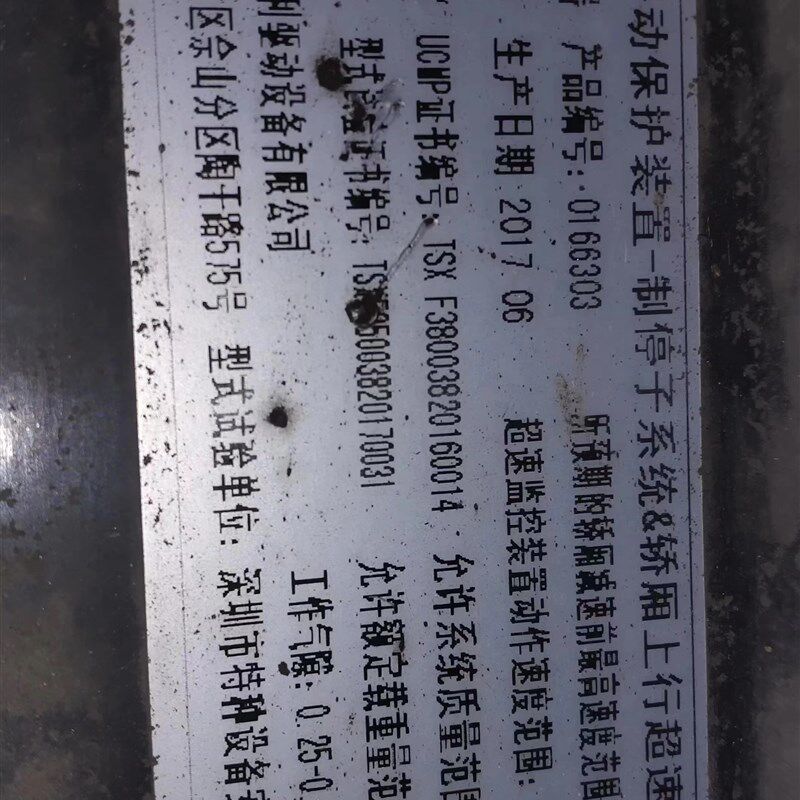 动保护装置-制停子系统&轿厢上行超速
产品编号: 0166303 所预期的轿厢减速前最高速度范围
生产日期 2017 06 超速监控装置动作速度范围:
UCMP证书编号: TSX F38003820160014 允许系统质量范围
型式试验证书编号: TSXF35003820170031 允许额定载重量范
利驱动设备有限公司 工作气隙: 0.25-0
区佘山分区陶干路575号 型式试验单位: 深圳市特种设备安